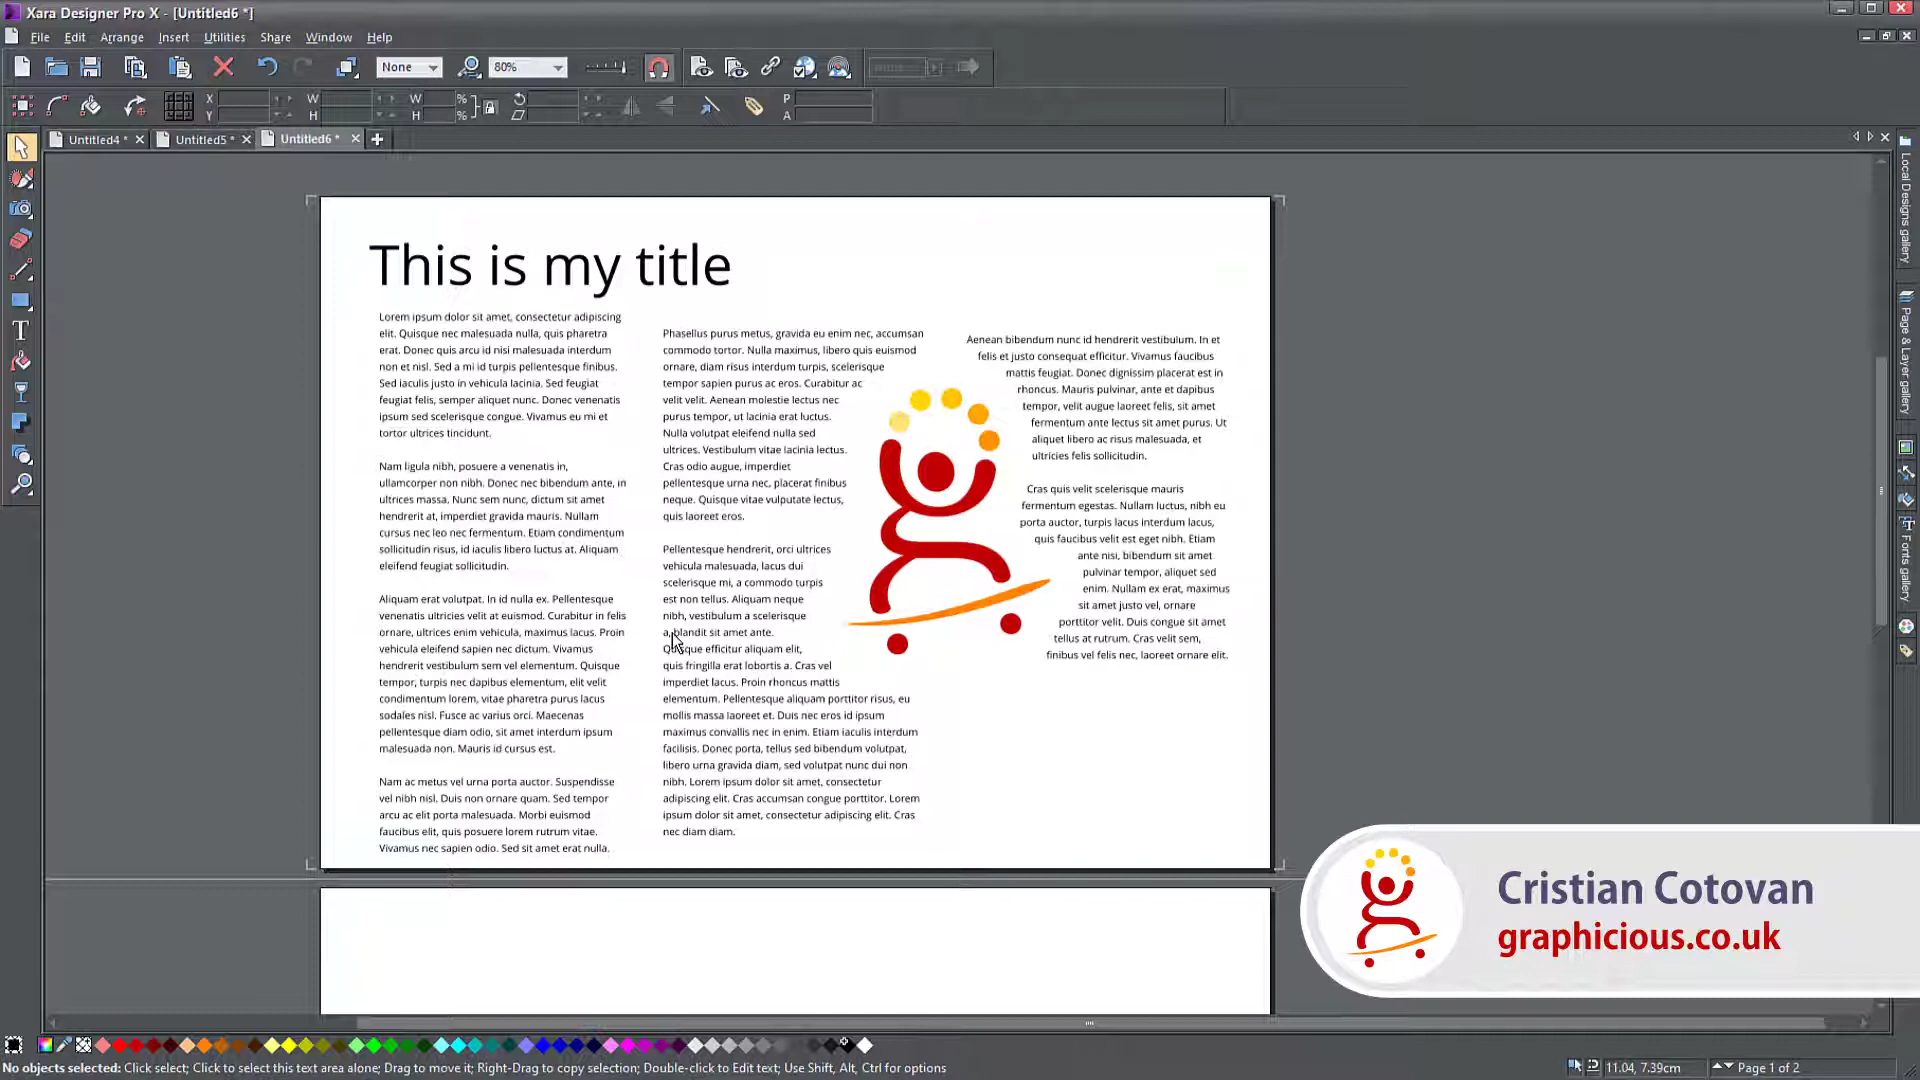 Xara Designer Pro X - [Untitled6 *]
File Edit Arrange Insert Utilities Share Window Help
None 80%
X W W % P
Y H H % A
Untitled4 * Untitled5 * Untitled6 *
This is my title
Lorem ipsum dolor sit amet, consectetur adipiscing
elit. Quisque nec malesuada nulla, quis pharetra
erat. Donec quis arcu id nisi malesuada interdum
non et nisl. Sed a mi id turpis pellentesque finibus.
Sed iaculis justo in vehicula lacinia. Sed feugiat
feugiat felis, semper aliquet nunc. Donec venenatis
ipsum sed scelerisque congue. Vivamus eu mi et
tortor ultrices tincidunt.
Nam ligula nibh, posuere a venenatis in,
ullamcorper non nibh. Donec nec bibendum ante, in
ultrices massa. Nunc sem nunc, dictum sit amet
hendrerit at, imperdiet gravida mauris. Nullam
cursus nec leo nec fermentum. Etiam condimentum
sollicitudin risus, id iaculis libero luctus at. Aliquam
eleifend feugiat sollicitudin.
Aliquam erat volutpat. In id nulla ex. Pellentesque
venenatis ultricies velit at euismod. Curabitur in felis
ornare, ultrices enim vehicula, maximus lacus. Proin
vehicula eleifend sapien nec dictum. Vivamus
hendrerit vestibulum sem vel elementum. Quisque
tempor, turpis nec dapibus elementum, elit velit
condimentum lorem, vitae pharetra purus lacus
sodales nisl. Fusce ac varius orci. Maecenas
pellentesque diam odio, sit amet interdum ipsum
malesuada non. Mauris id cursus est.
Nam ac metus vel urna porta auctor. Suspendisse
vel nibh nisl. Duis non ornare quam. Sed tempor
arcu ac elit porta malesuada. Morbi euismod
faucibus elit, quis posuere lorem rutrum vitae.
Vivamus nec sapien odio. Sed sit amet erat nulla.
Phasellus purus metus, gravida eu enim nec, accumsan
commodo tortor. Nulla maximus, libero quis euismod
ornare, diam risus interdum turpis, scelerisque
tempor sapien purus ac eros. Curabitur ac
velit velit. Aenean molestie lectus nec
purus tempor, ut lacinia erat luctus.
Nulla volutpat eleifend nulla sed
ultrices. Vestibulum vitae lacinia lectus.
Cras odio augue, imperdiet
pellentesque urna nec, placerat finibus
neque. Quisque vitae vulputate lectus,
quis laoreet eros.
Pellentesque hendrerit, orci ultrices
vehicula malesuada, lacus dui
scelerisque mi, a commodo turpis
est non tellus. Aliquam neque
nibh, vestibulum a scelerisque
a, blandit sit amet ante.
Quisque efficitur aliquam elit,
quis fringilla erat lobortis a. Cras vel
imperdiet lacus. Proin rhoncus mattis
elementum. Pellentesque aliquam porttitor risus, eu
mollis massa laoreet et. Duis nec eros id ipsum
maximus convallis nec in enim. Etiam iaculis interdum
facilisis. Donec porta, tellus sed bibendum volutpat,
libero urna gravida diam, sed volutpat nunc dui non
nibh. Lorem ipsum dolor sit amet, consectetur
adipiscing elit. Cras accumsan congue porttitor. Lorem
ipsum dolor sit amet, consectetur adipiscing elit. Cras
nec diam diam.
Aenean bibendum nunc id hendrerit vestibulum. In et
felis et justo consequat efficitur. Vivamus faucibus
mattis feugiat. Donec dignissim placerat est in
rhoncus. Mauris pulvinar, ante et dapibus
tempor, velit augue laoreet felis, sit amet
fermentum ante lectus sit amet purus. Ut
aliquet libero ac risus malesuada, et
ultricies felis sollicitudin.
Cras quis velit scelerisque mauris
fermentum egestas. Nullam luctus, nibh eu
porta auctor, turpis lacus interdum lacus,
quis faucibus velit est eget nibh. Etiam
ante nisi, bibendum sit amet
pulvinar tempor, aliquet sed
enim. Nullam ex erat, maximus
sit amet justo vel, ornare
porttitor velit. Duis congue sit amet
tellus at rutrum. Cras velit sem,
finibus vel felis nec, laoreet ornare elit.
Local Designs gallery
Page & Layer gallery
Fonts gallery
Cristian Cotovan
graphicious.co.uk
No objects selected: Click select; Click to select this text area alone; Drag to move it; Right-Drag to copy selection; Double-click to Edit text; Use Shift, Alt, Ctrl for options
11.04, 7.39cm
Page 1 of 2